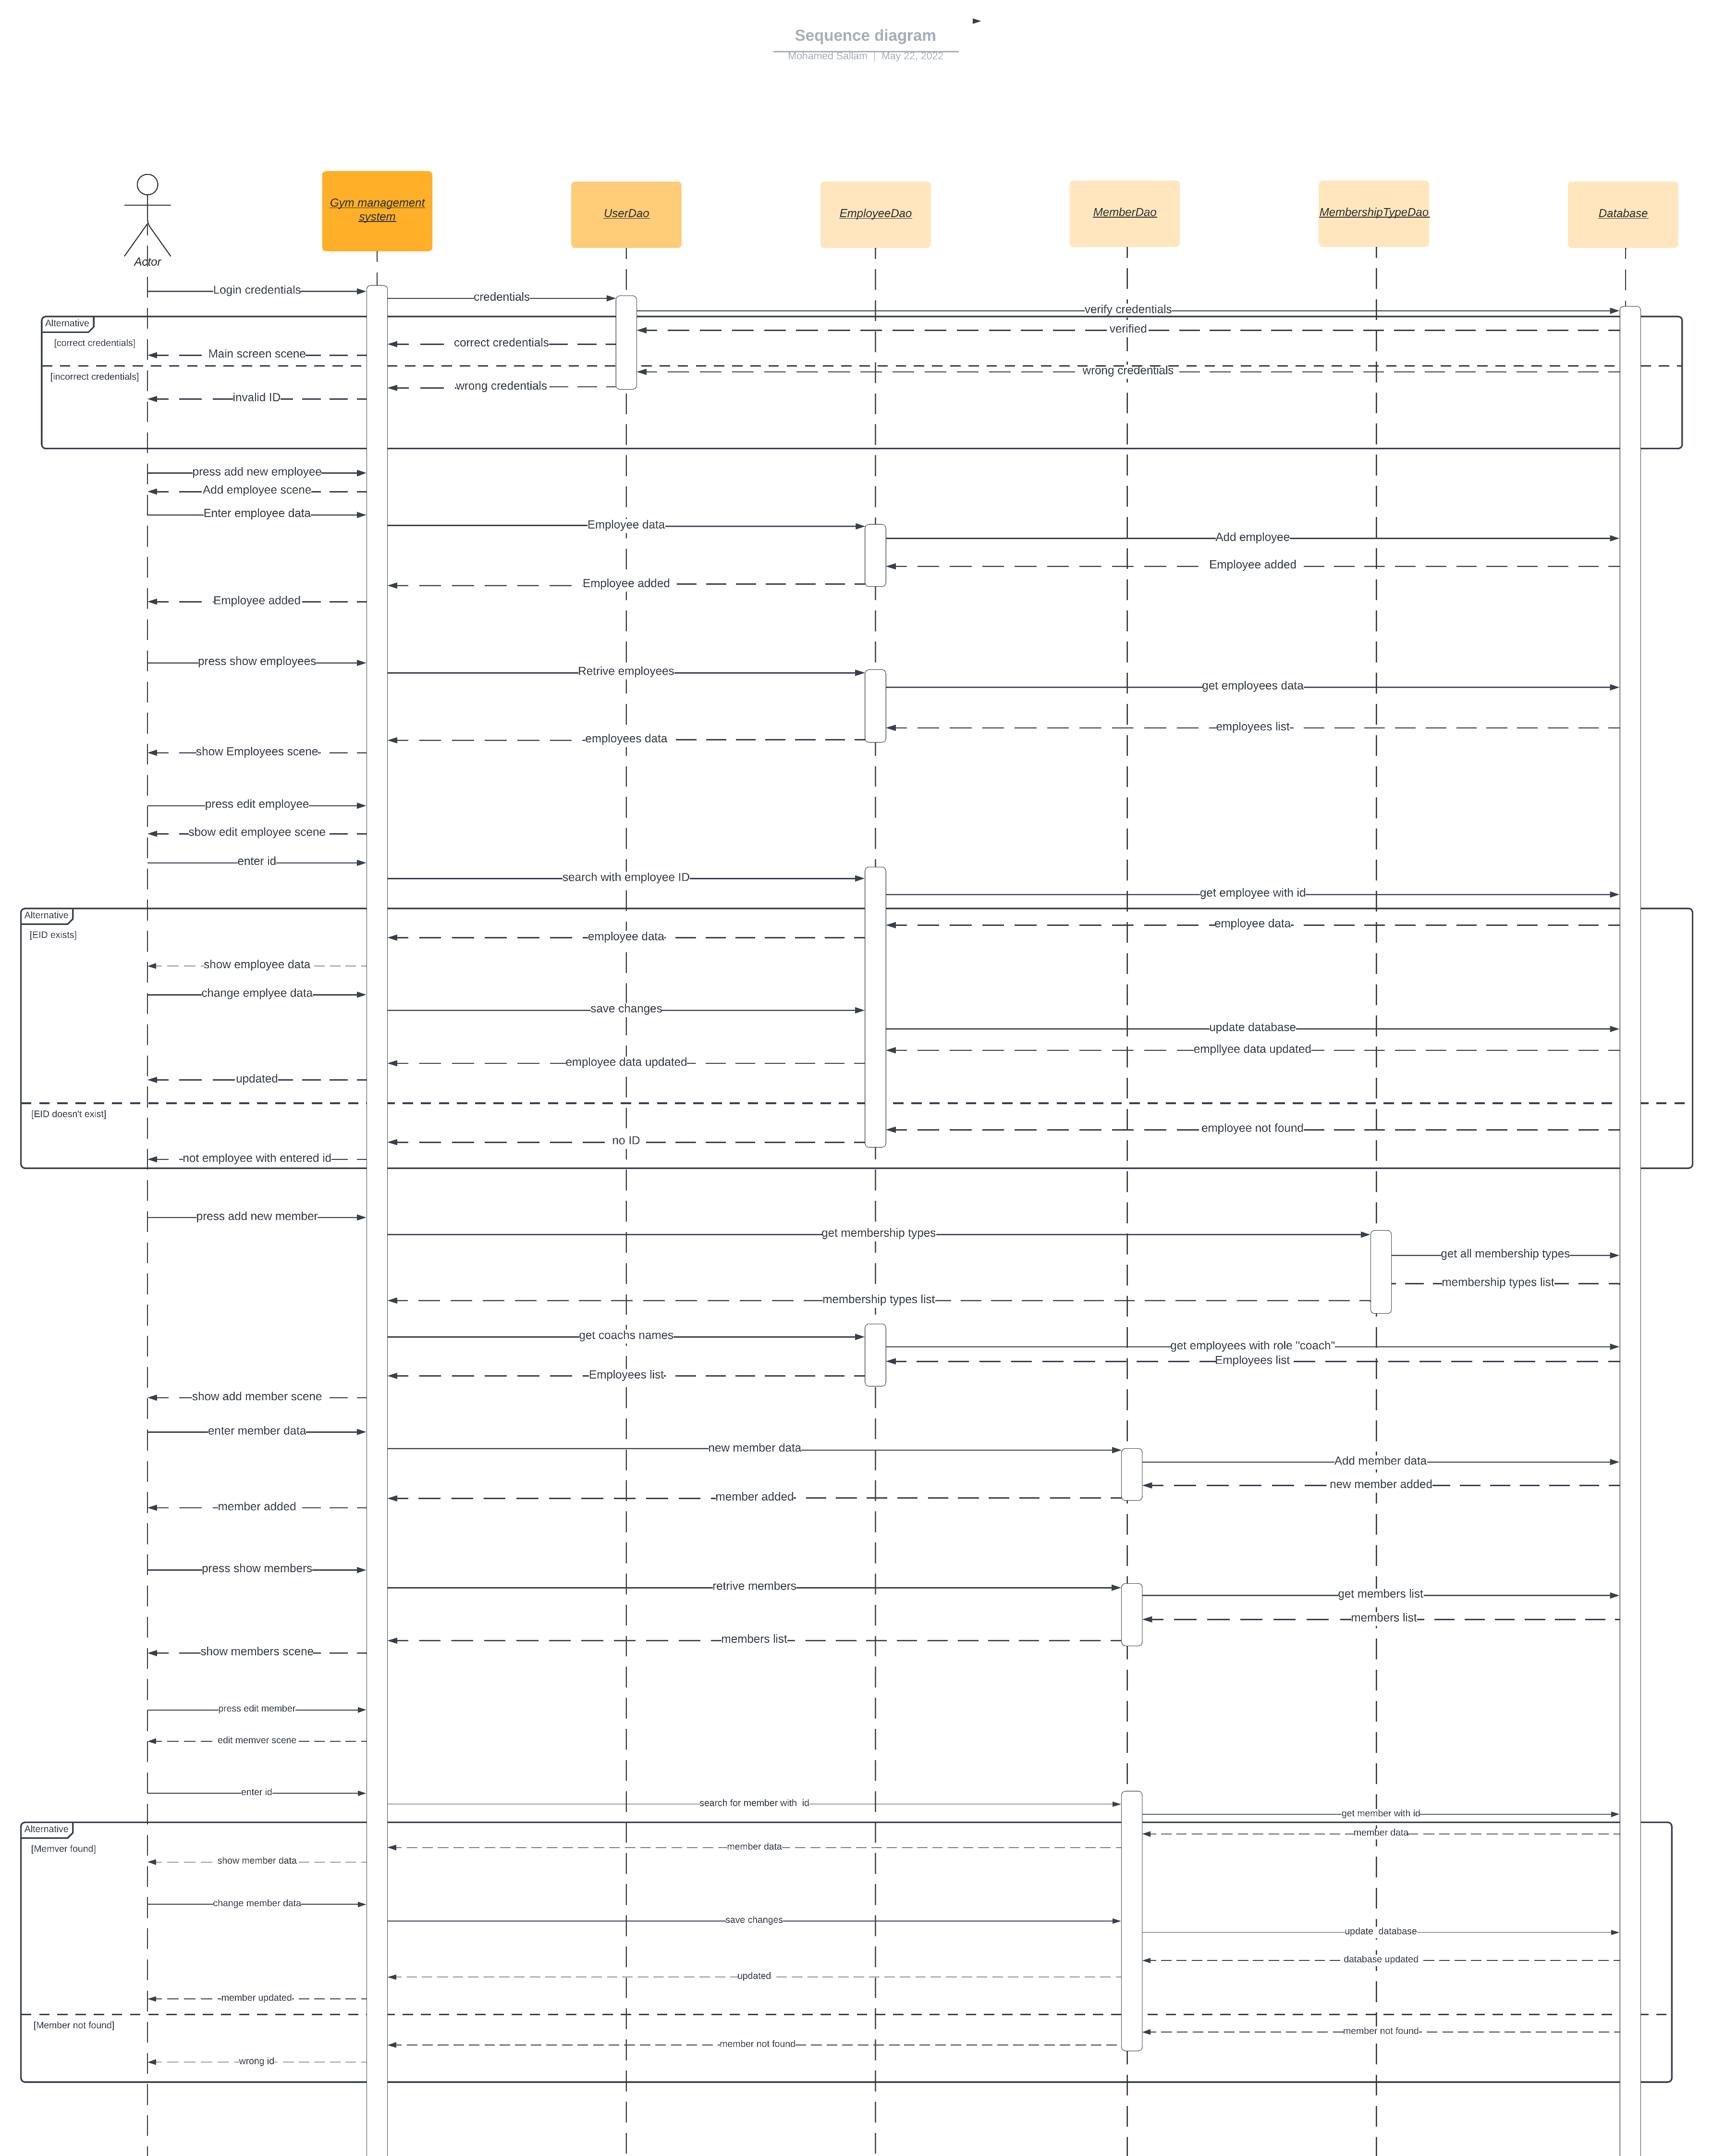 Sequence diagram
Mohamed Sallam | May 22, 2022
Gym management
system
UserDao
EmployeeDao
MemberDao
MembershipTypeDao
Database
Actor
Login credentials
credentials
verify credentials
Alternative
verified
[correct credentials]
correct credentials
Main screen scene
wrong credentials
[incorrect credentials]
wrong credentials
invalid ID
press add new employee
Add employee scene
Enter employee data
Employee data
Add employee
Employee added
Employee added
Employee added
press show employees
Retrive employees
get employees data
employees list
employees data
show Employees scene
press edit employee
sbow edit employee scene
enter id
search with employee ID
get employee with id
Alternative
employee data
[EID exists]
employee data
show employee data
change emplyee data
save changes
update database
empllyee data updated
employee data updated
updated
[EID doesn't exist]
employee not found
no ID
not employee with entered id
press add new member
get membership types
get all membership types
membership types list
membership types list
get coachs names
get employees with role "coach"
Employees list
Employees list
show add member scene
enter member data
new member data
Add member data
new member added
member added
member added
press show members
retrive members
get members list
members list
members list
show members scene
press edit member
edit memver scene
enter id
search for member with id
get member with id
Alternative
member data
[Memver found]
member data
show member data
change member data
save changes
update database
database updated
updated
member updated
[Member not found]
member not found
member not found
wrong id